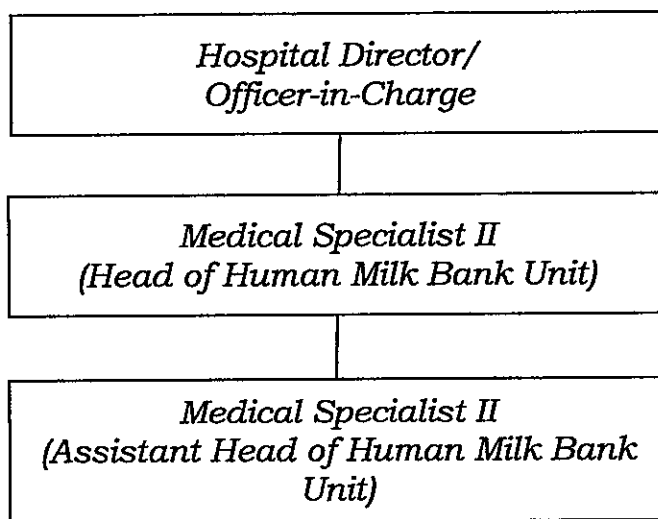 Hospital Director/
Officer-in-Charge
Medical Specialist II
(Head of Human Milk Bank Unit)
Medical Specialist II
(Assistant Head of Human Milk Bank
Unit)